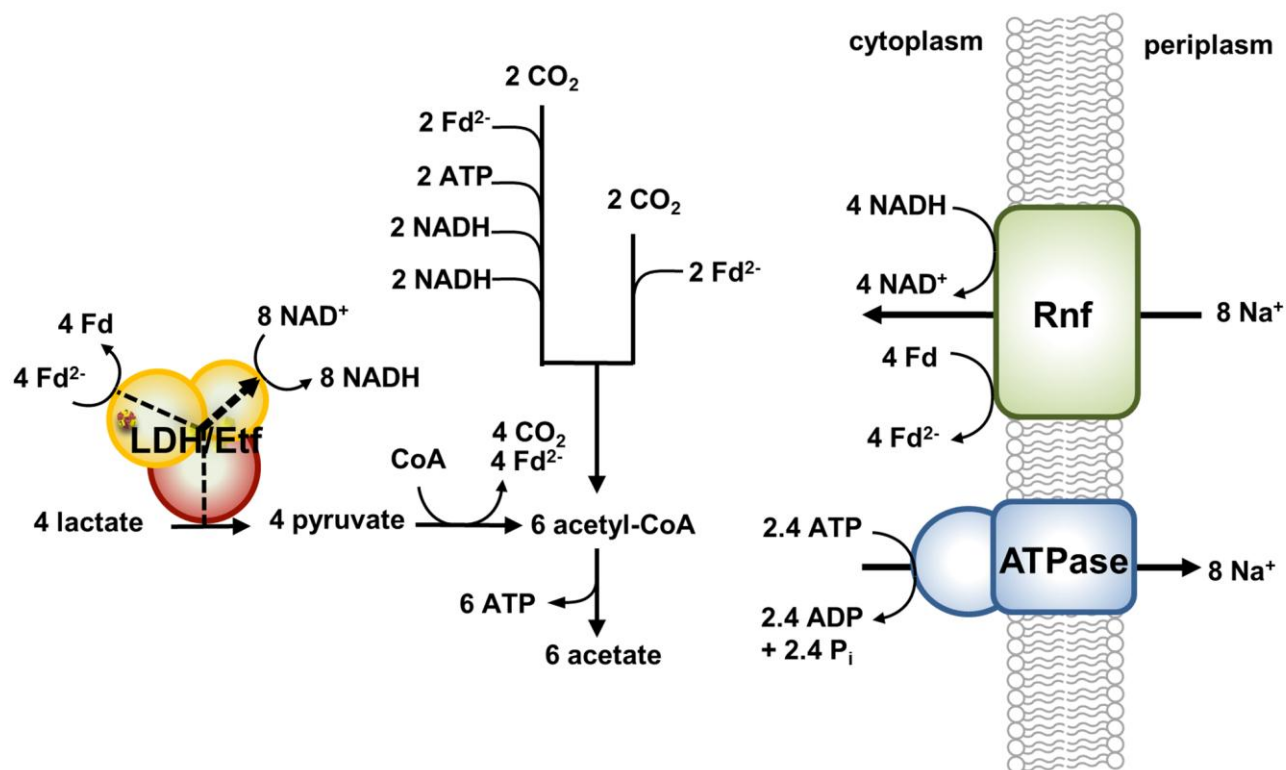 cytoplasm
periplasm
2 CO₂
2 Fd²⁻
2 ATP
2 NADH
2 NADH
2 CO₂
2 Fd²⁻
4 Fd
4 Fd²⁻
8 NAD⁺
8 NADH
LDH/Etf
4 lactate
4 pyruvate
CoA
4 CO₂
4 Fd²⁻
6 acetyl-CoA
6 ATP
6 acetate
4 NADH
4 NAD⁺
Rnf
8 Na⁺
4 Fd
4 Fd²⁻
2.4 ATP
ATPase
8 Na⁺
2.4 ADP
+ 2.4 Pᵢ